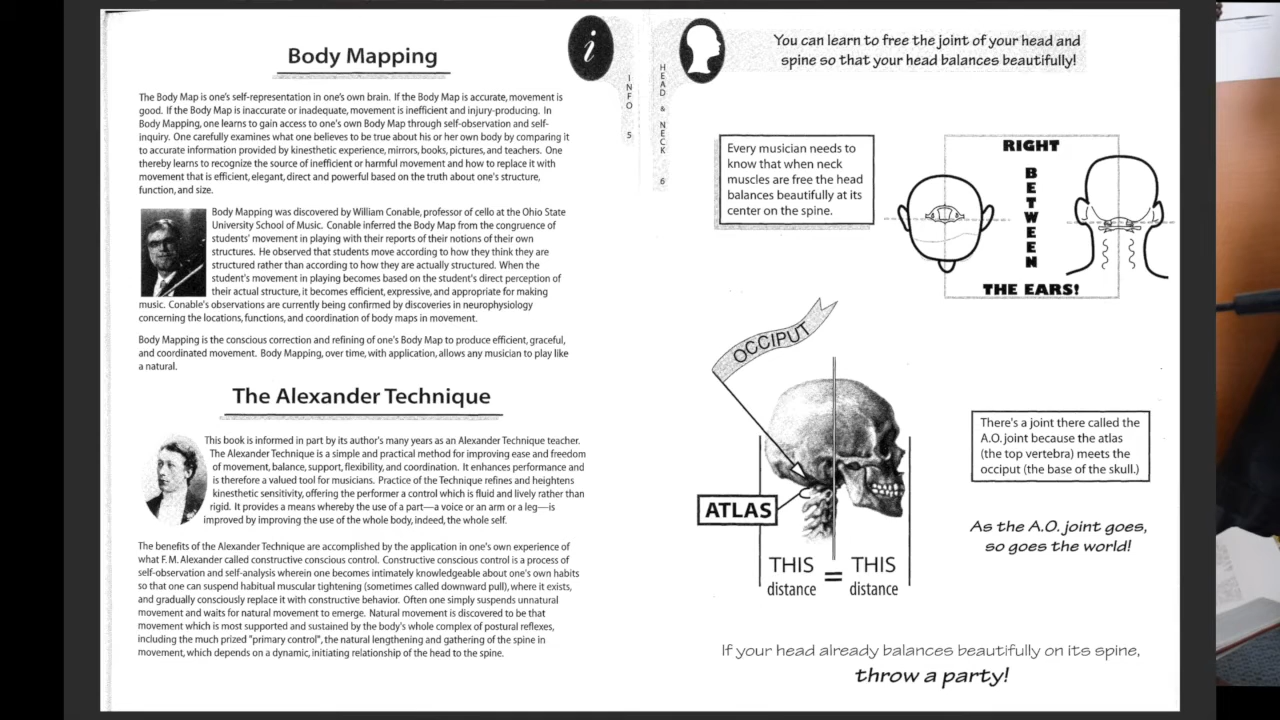 Body Mapping
The Body Map is one's self-representation in one's own brain. If the Body Map is accurate, movement is
good. If the Body Map is inaccurate or inadequate, movement is inefficient and injury-producing. In
Body Mapping, one learns to gain access to one's own Body Map through self-observation and self-
inquiry. One carefully examines what one believes to be true about his or her own body by comparing it
to accurate information provided by kinesthetic experience, mirrors, books, pictures, and teachers. One
thereby learns to recognize the source of inefficient or harmful movement and how to replace it with
movement that is efficient, elegant, direct and powerful based on the truth about one's structure,
function, and size.
Body Mapping was discovered by William Conable, professor of cello at the Ohio State
University School of Music. Conable inferred the Body Map from the congruence of
students' movement in playing with their reports of their notions of their own
structures. He observed that students move according to how they think they are
structured rather than according to how they are actually structured. When the
student's movement in playing becomes based on the student's direct perception of
their actual structure, it becomes efficient, expressive, and appropriate for making
music. Conable's observations are currently being confirmed by discoveries in neurophysiology
concerning the locations, functions, and coordination of body maps in movement.
Body Mapping is the conscious correction and refining of one's Body Map to produce efficient, graceful,
and coordinated movement. Body Mapping, over time, with application, allows any musician to play like
a natural.
The Alexander Technique
This book is informed in part by its author's many years as an Alexander Technique teacher.
The Alexander Technique is a simple and practical method for improving ease and freedom
of movement, balance, support, flexibility, and coordination. It enhances performance and
is therefore a valued tool for musicians. Practice of the Technique refines and heightens
kinesthetic sensitivity, offering the performer a control which is fluid and lively rather than
rigid. It provides a means whereby the use of a part—a voice or an arm or a leg—is
improved by improving the use of the whole body, indeed, the whole self.
The benefits of the Alexander Technique are accomplished by the application in one's own experience of
what F. M. Alexander called constructive conscious control. Constructive conscious control is a process of
self-observation and self-analysis wherein one becomes intimately knowledgeable about one's own habits
so that one can suspend habitual muscular tightening (sometimes called downward pull), where it exists,
and gradually consciously replace it with constructive behavior. Often one simply suspends unnatural
movement and waits for natural movement to emerge. Natural movement is discovered to be that
movement which is most supported and sustained by the body's whole complex of postural reflexes,
including the much prized "primary control", the natural lengthening and gathering of the spine in
movement, which depends on a dynamic, initiating relationship of the head to the spine.
i
INFO 5
HEAD & NECK 6
You can learn to free the joint of your head and
spine so that your head balances beautifully!
Every musician needs to
know that when neck
muscles are free the head
balances beautifully at its
center on the spine.
RIGHT
BETWEEN
THE EARS!
OCCIPUT
ATLAS
THIS
distance
=
THIS
distance
There's a joint there called the
A.O. joint because the atlas
(the top vertebra) meets the
occiput (the base of the skull.)
As the A.O. joint goes,
so goes the world!
If your head already balances beautifully on its spine,
throw a party!